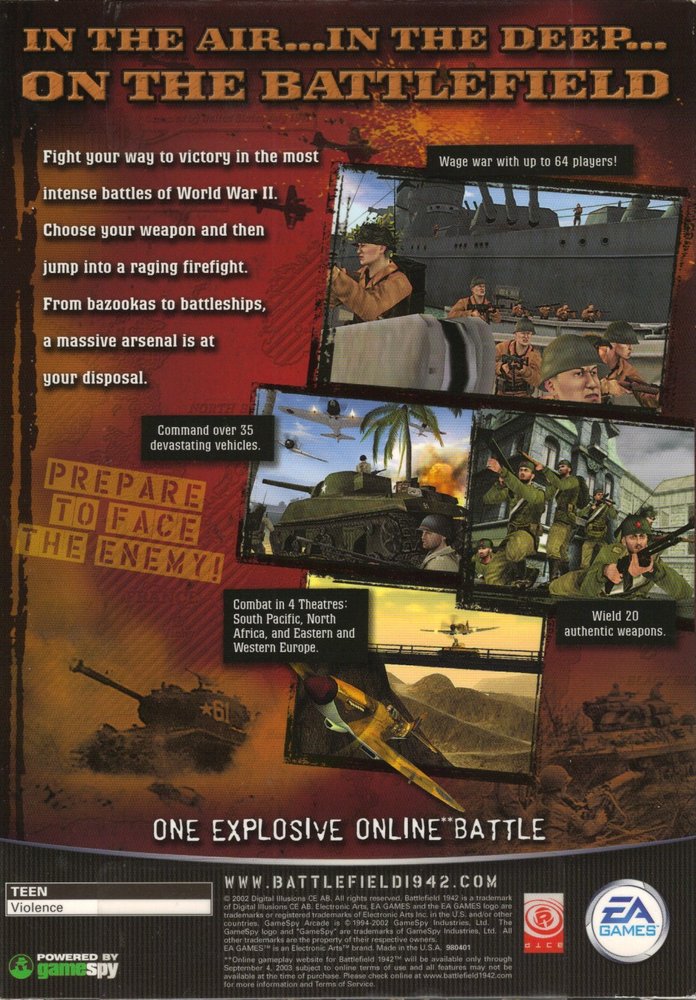 IN THE AIR...IN THE DEEP...
ON THE BATTLEFIELD
Fight your way to victory in the most
intense battles of World War II.
Choose your weapon and then
jump into a raging firefight.
From bazookas to battleships,
a massive arsenal is at
your disposal.
Wage war with up to 64 players!
Command over 35
devastating vehicles.
PREPARE
TO FACE
THE ENEMY!
Combat in 4 Theatres:
South Pacific, North
Africa, and Eastern and
Western Europe.
Wield 20
authentic weapons.
61
ONE EXPLOSIVE ONLINE**BATTLE
TEEN
Violence
POWERED BY
gamespy
WWW.BATTLEFIELD1942.COM
© 2002 Digital Illusions CE AB. All rights reserved. Battlefield 1942 is a trademark
of Digital Illusions CE AB. Electronic Arts, EA GAMES and the EA GAMES logo are
trademarks or registered trademarks of Electronic Arts Inc. in the U.S. and/or other
countries. GameSpy Arcade is ©1994-2002 GameSpy Industries, Ltd. The
GameSpy logo and "GameSpy" are trademarks of GameSpy Industries, Ltd. All
other trademarks are the property of their respective owners.
EA GAMES™ is an Electronic Arts™ brand. Made in the U.S.A. 980401
**Online gameplay website for Battlefield 1942™ will be available only through
September 4, 2003 subject to online terms of use and all features may not be
available at the time of purchase. Please check online at www.battlefield1942.com
for more information and Terms of Service.
DICE
EA
GAMES™